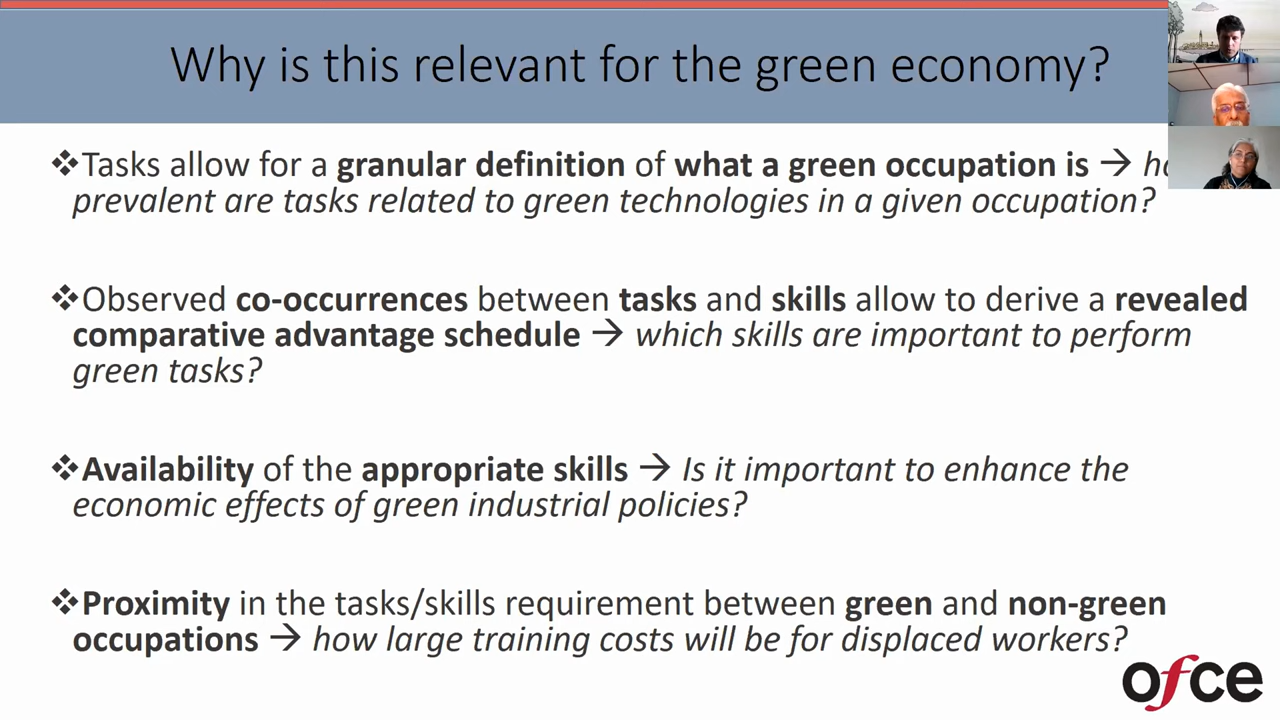 Why is this relevant for the green economy?
❖Tasks allow for a granular definition of what a green occupation is →
prevalent are tasks related to green technologies in a given occupation?
❖Observed co-occurrences between tasks and skills allow to derive a revealed
comparative advantage schedule → which skills are important to perform
green tasks?
❖Availability of the appropriate skills → Is it important to enhance the
economic effects of green industrial policies?
❖Proximity in the tasks/skills requirement between green and non-green
occupations → how large training costs will be for displaced workers?
ofce